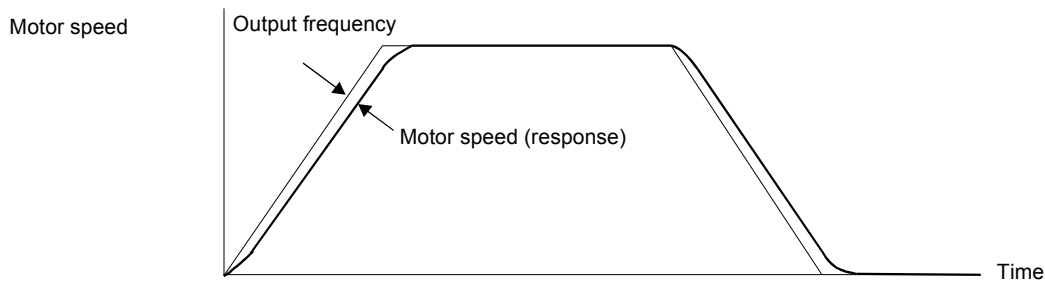 Motor speed
Output frequency
Motor speed (response)
Time